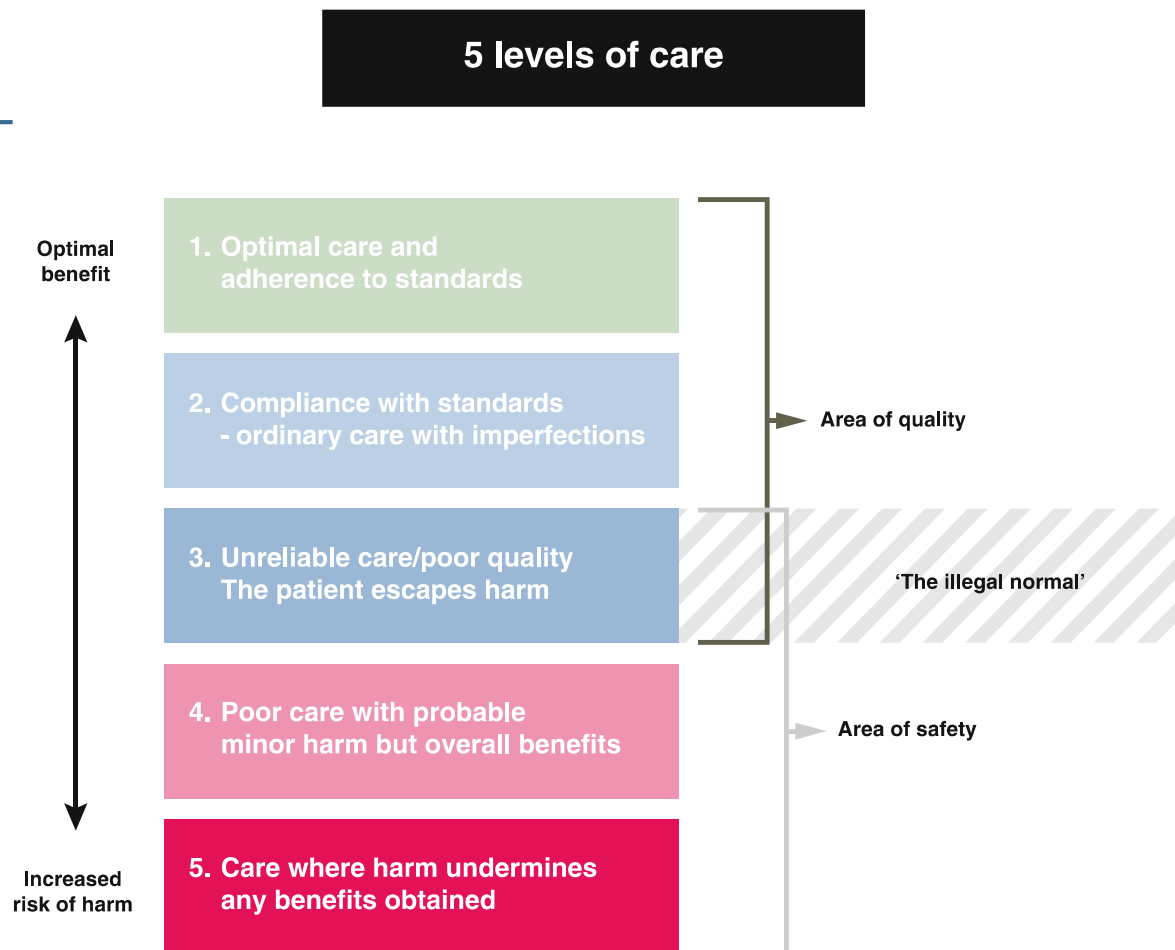 5 levels of care
Optimal
benefit
1. Optimal care and
adherence to standards
2. Compliance with standards
- ordinary care with imperfections
Area of quality
3. Unreliable care/poor quality
The patient escapes harm
‘The illegal normal’
4. Poor care with probable
minor harm but overall benefits
Area of safety
5. Care where harm undermines
any benefits obtained
Increased
risk of harm